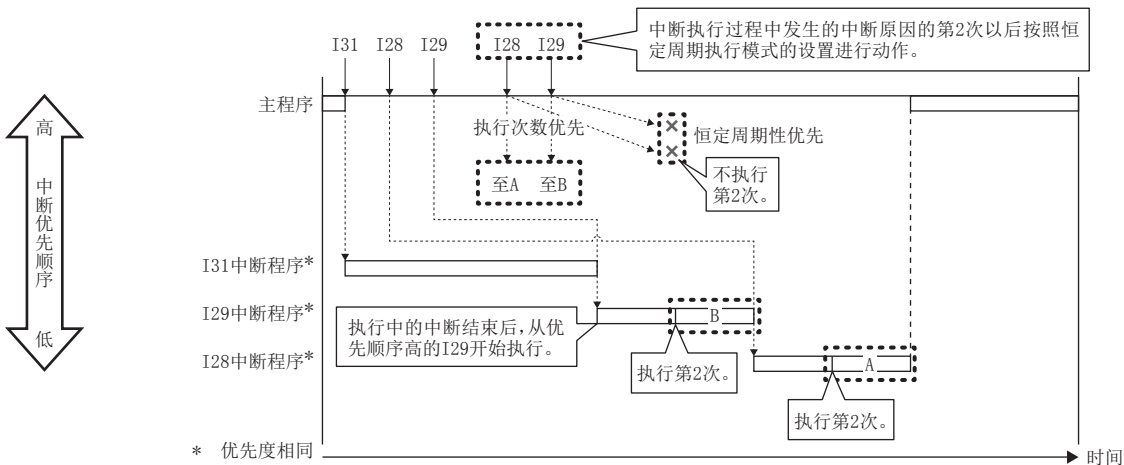 中断执行过程中发生的中断原因的第2次以后按照恒
定周期执行模式的设置进行动作。
I31 I28 I29 I28 I29
主程序
执行次数优先
恒定周期性优先
至A 至B
不执行
第2次。
高
中断优先顺序
低
I31中断程序*
I29中断程序*
B
执行中的中断结束后,从优
先顺序高的I29开始执行。
I28中断程序*
执行第2次。
A
执行第2次。
* 优先度相同
时间